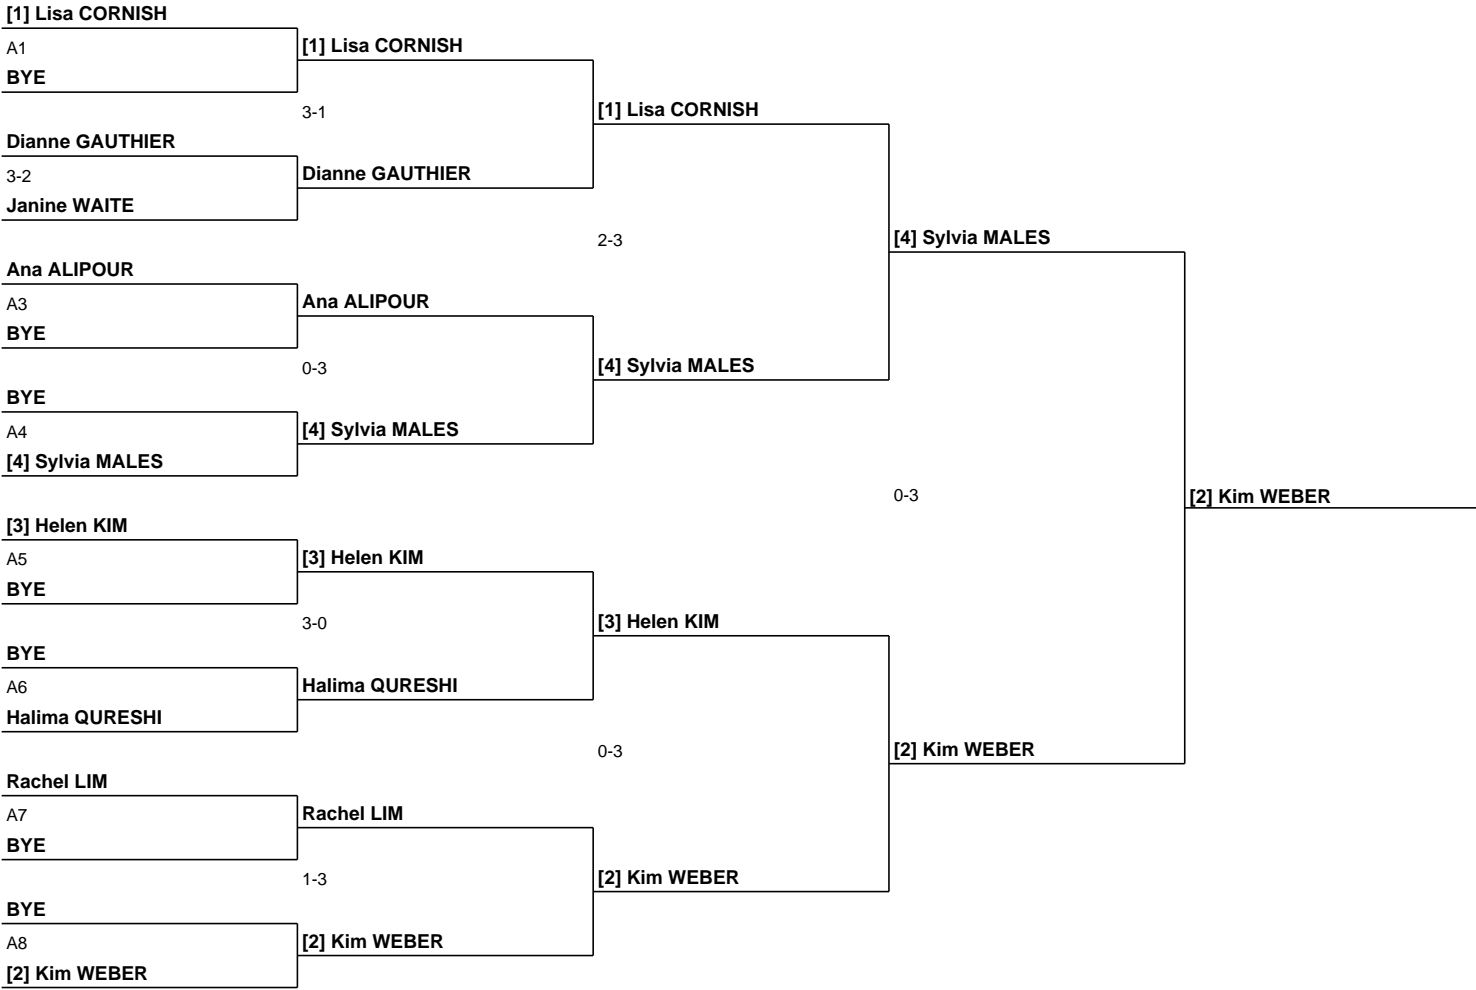 [1] Lisa CORNISH
A1
BYE
Dianne GAUTHIER
3-2
Janine WAITE
Ana ALIPOUR
A3
BYE
BYE
A4
[4] Sylvia MALES
[3] Helen KIM
A5
BYE
BYE
A6
Halima QURESHI
Rachel LIM
A7
BYE
BYE
A8
[2] Kim WEBER
[1] Lisa CORNISH
3-1
Dianne GAUTHIER
Ana ALIPOUR
0-3
[4] Sylvia MALES
[3] Helen KIM
3-0
Halima QURESHI
Rachel LIM
1-3
[2] Kim WEBER
[1] Lisa CORNISH
2-3
[4] Sylvia MALES
[3] Helen KIM
0-3
[2] Kim WEBER
[4] Sylvia MALES
0-3
[2] Kim WEBER
[2] Kim WEBER